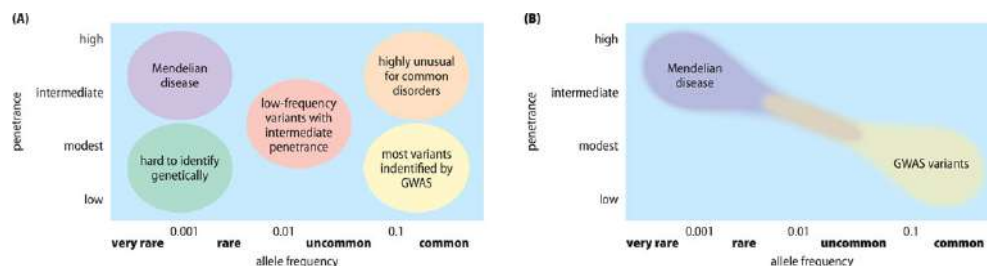 (A)
high
intermediate
modest
low
penetrance
Mendelian
disease
highly unusual
for common
disorders
low-frequency
variants with
intermediate
penetrance
hard to identify
genetically
most variants
indentified by
GWAS
0.001
0.01
0.1
very rare
rare
uncommon
common
allele frequency
(B)
high
intermediate
modest
low
penetrance
Mendelian
disease
GWAS variants
0.001
0.01
0.1
very rare
rare
uncommon
common
allele frequency